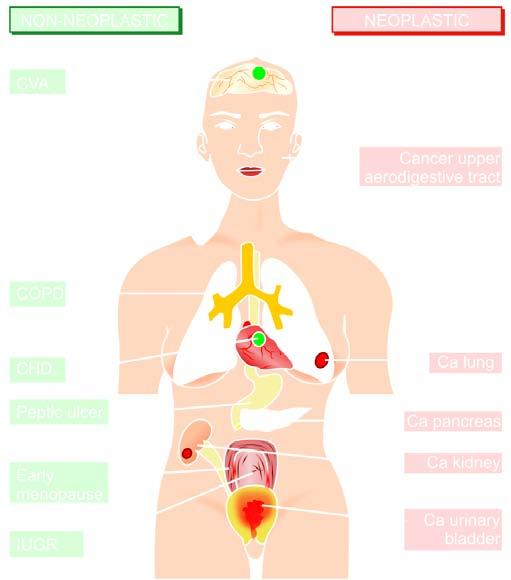 NON-NEOPLASTIC
NEOPLASTIC
CVA
Cancer upper
aerodigestive tract
COPD
CHD
Ca lung
Peptic ulcer
Ca pancreas
Ca kidney
Early
menopause
Ca urinary
bladder
IUGR